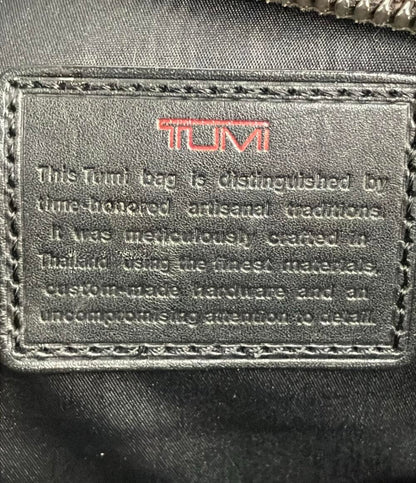 TUMI
This Tumi bag is distinguished by
time-honored artisanal traditions.
It was meticulously crafted in
Thailand using the finest materials,
custom-made hardware and an
uncompromising attention to detail.